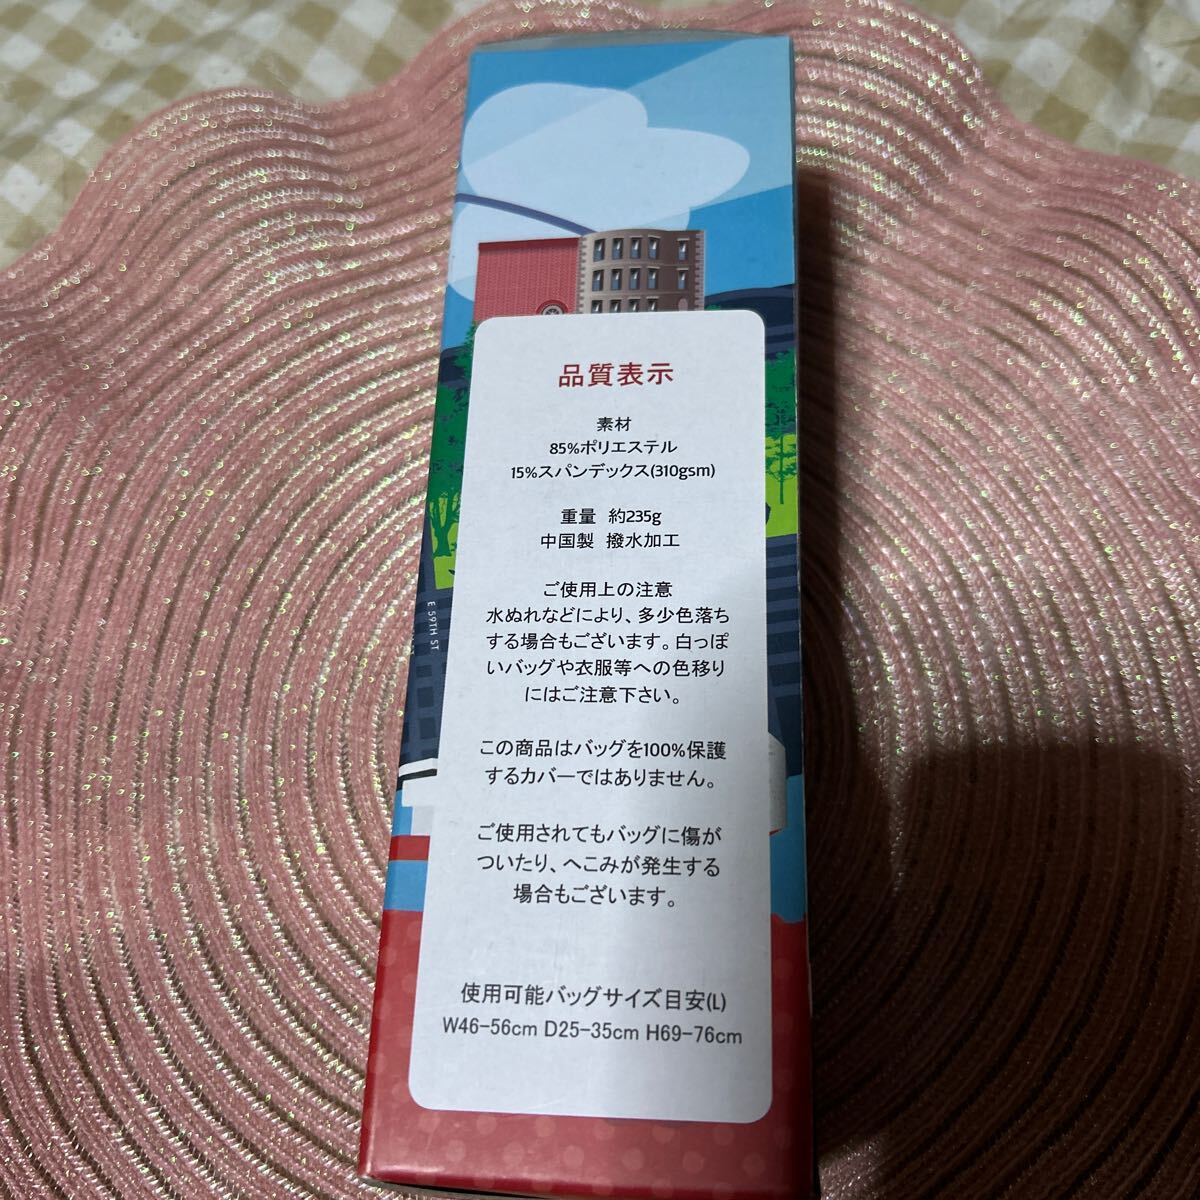 品質表示
素材
85%ポリエステル
15%スパンデックス(310gsm)
重量 約235g
中国製 撥水加工
ご使用上の注意
水ぬれなどにより、多少色落ち
する場合もございます。白っぽ
いバッグや衣服等への色移り
にはご注意下さい。
この商品はバッグを100%保護
するカバーではありません。
ご使用されてもバッグに傷が
ついたり、へこみが発生する
場合もございます。
使用可能バッグサイズ目安(L)
W46-56cm D25-35cm H69-76cm
E 59TH ST